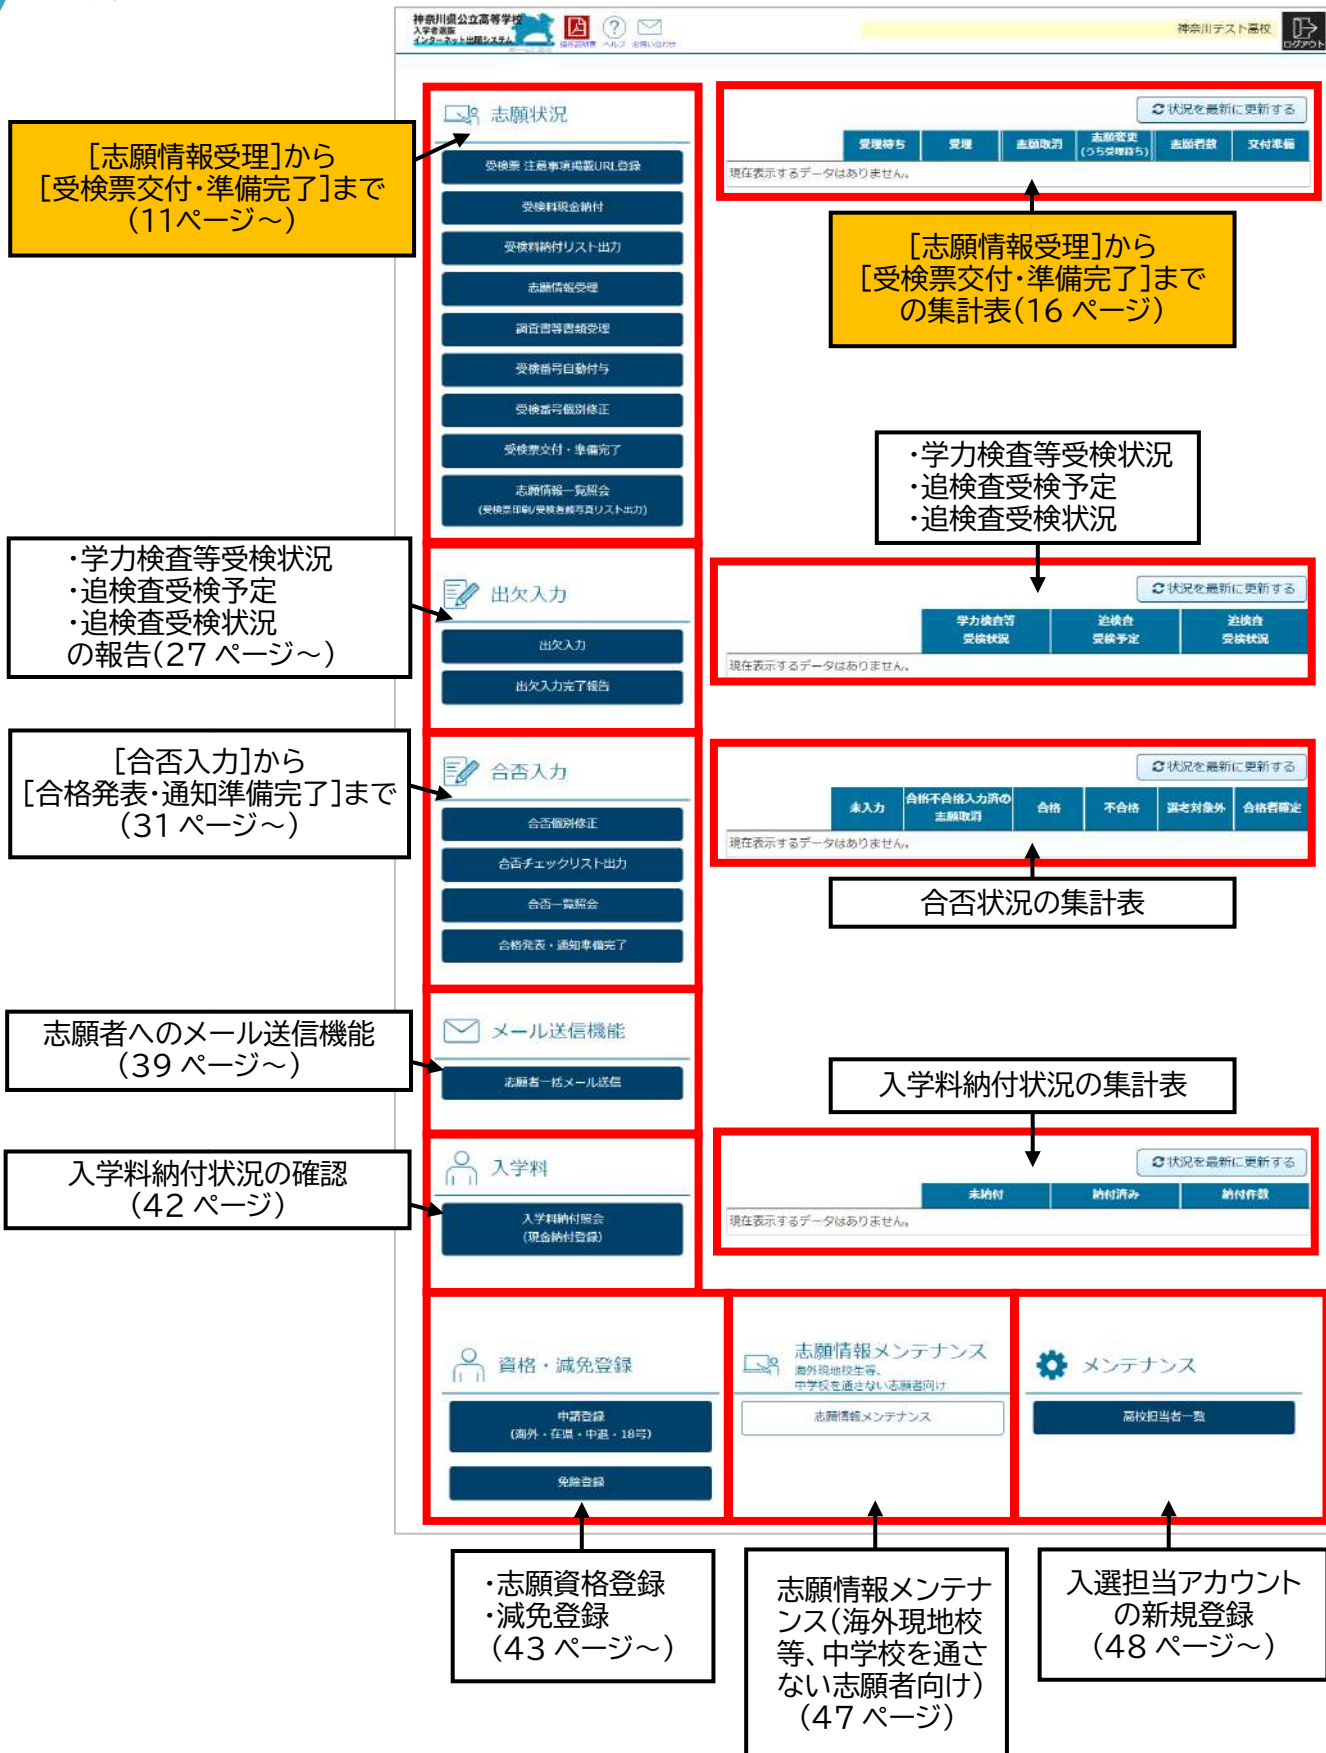 神奈川県公立高等学校
入学者選抜
インターネット出願システム
操作説明書 ヘルプ お問い合わせ
神奈川テスト高校
ログアウト
志願状況
受検票 注意事項掲載URL登録
受検料現金納付
受検料納付リスト出力
志願情報受理
調査書等書類受理
受検番号自動付与
受検番号個別修正
受検票交付・準備完了
志願情報一覧照会
(受検票印刷/受検者顔写真リスト出力)
[志願情報受理]から
[受検票交付・準備完了]まで
(11ページ～)
状況を最新に更新する
受理待ち 受理 志願取消 志願変更(うち受理待ち) 志願者数 交付準備
現在表示するデータはありません。
[志願情報受理]から
[受検票交付・準備完了]まで
の集計表(16 ページ)
・学力検査等受検状況
・追検査受検予定
・追検査受検状況
・学力検査等受検状況
・追検査受検予定
・追検査受検状況
の報告(27 ページ～)
出欠入力
出欠入力
出欠入力完了報告
状況を最新に更新する
学力検査等受検状況 追検査受検予定 追検査受検状況
現在表示するデータはありません。
[合否入力]から
[合格発表・通知準備完了]まで
(31 ページ～)
合否入力
合否個別修正
合否チェックリスト出力
合否一覧照会
合格発表・通知準備完了
状況を最新に更新する
未入力 合格不合格入力済の志願取消 合格 不合格 選考対象外 合格者確定
現在表示するデータはありません。
合否状況の集計表
志願者へのメール送信機能
(39 ページ～)
メール送信機能
志願者一括メール送信
入学料納付状況の集計表
入学料納付状況の確認
(42 ページ)
入学料
入学料納付照会
(現金納付登録)
状況を最新に更新する
未納付 納付済み 納付件数
現在表示するデータはありません。
資格・減免登録
申請登録
(海外・在県・中退・18号)
免除登録
志願情報メンテナンス
海外現地校生等、
中学校を通さない志願者向け
志願情報メンテナンス
メンテナンス
高校担当者一覧
・志願資格登録
・減免登録
(43 ページ～)
志願情報メンテナ
ンス(海外現地校
等、中学校を通さ
ない志願者向け)
(47 ページ)
入選担当アカウント
の新規登録
(48 ページ～)